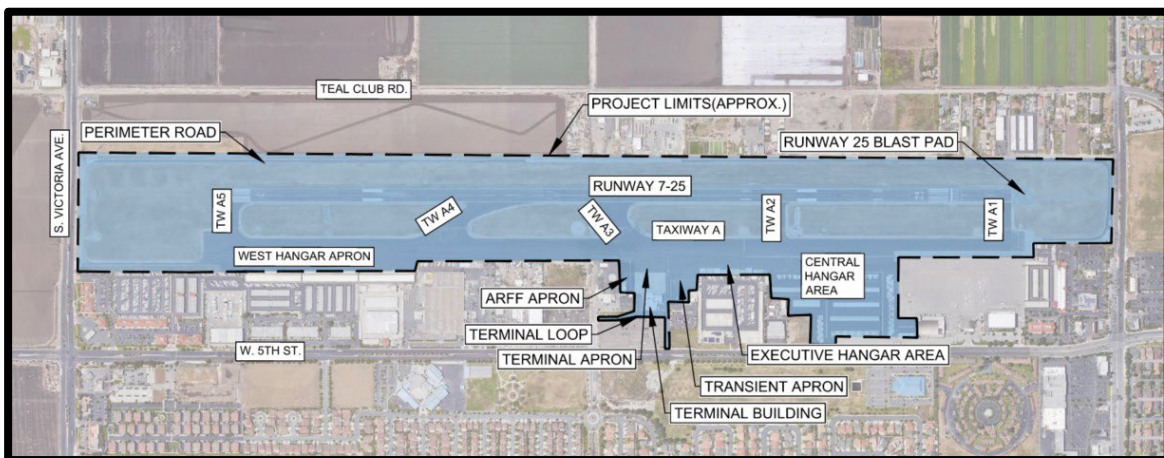 TEAL CLUB RD.
PROJECT LIMITS(APPROX.)
PERIMETER ROAD
RUNWAY 25 BLAST PAD
S. VICTORIA AVE.
RUNWAY 7-25
TW A5
TW A4
TW A3
TAXIWAY A
TW A2
TW A1
WEST HANGAR APRON
CENTRAL
HANGAR
AREA
ARFF APRON
TERMINAL LOOP
W. 5TH ST.
TERMINAL APRON
EXECUTIVE HANGAR AREA
TRANSIENT APRON
TERMINAL BUILDING